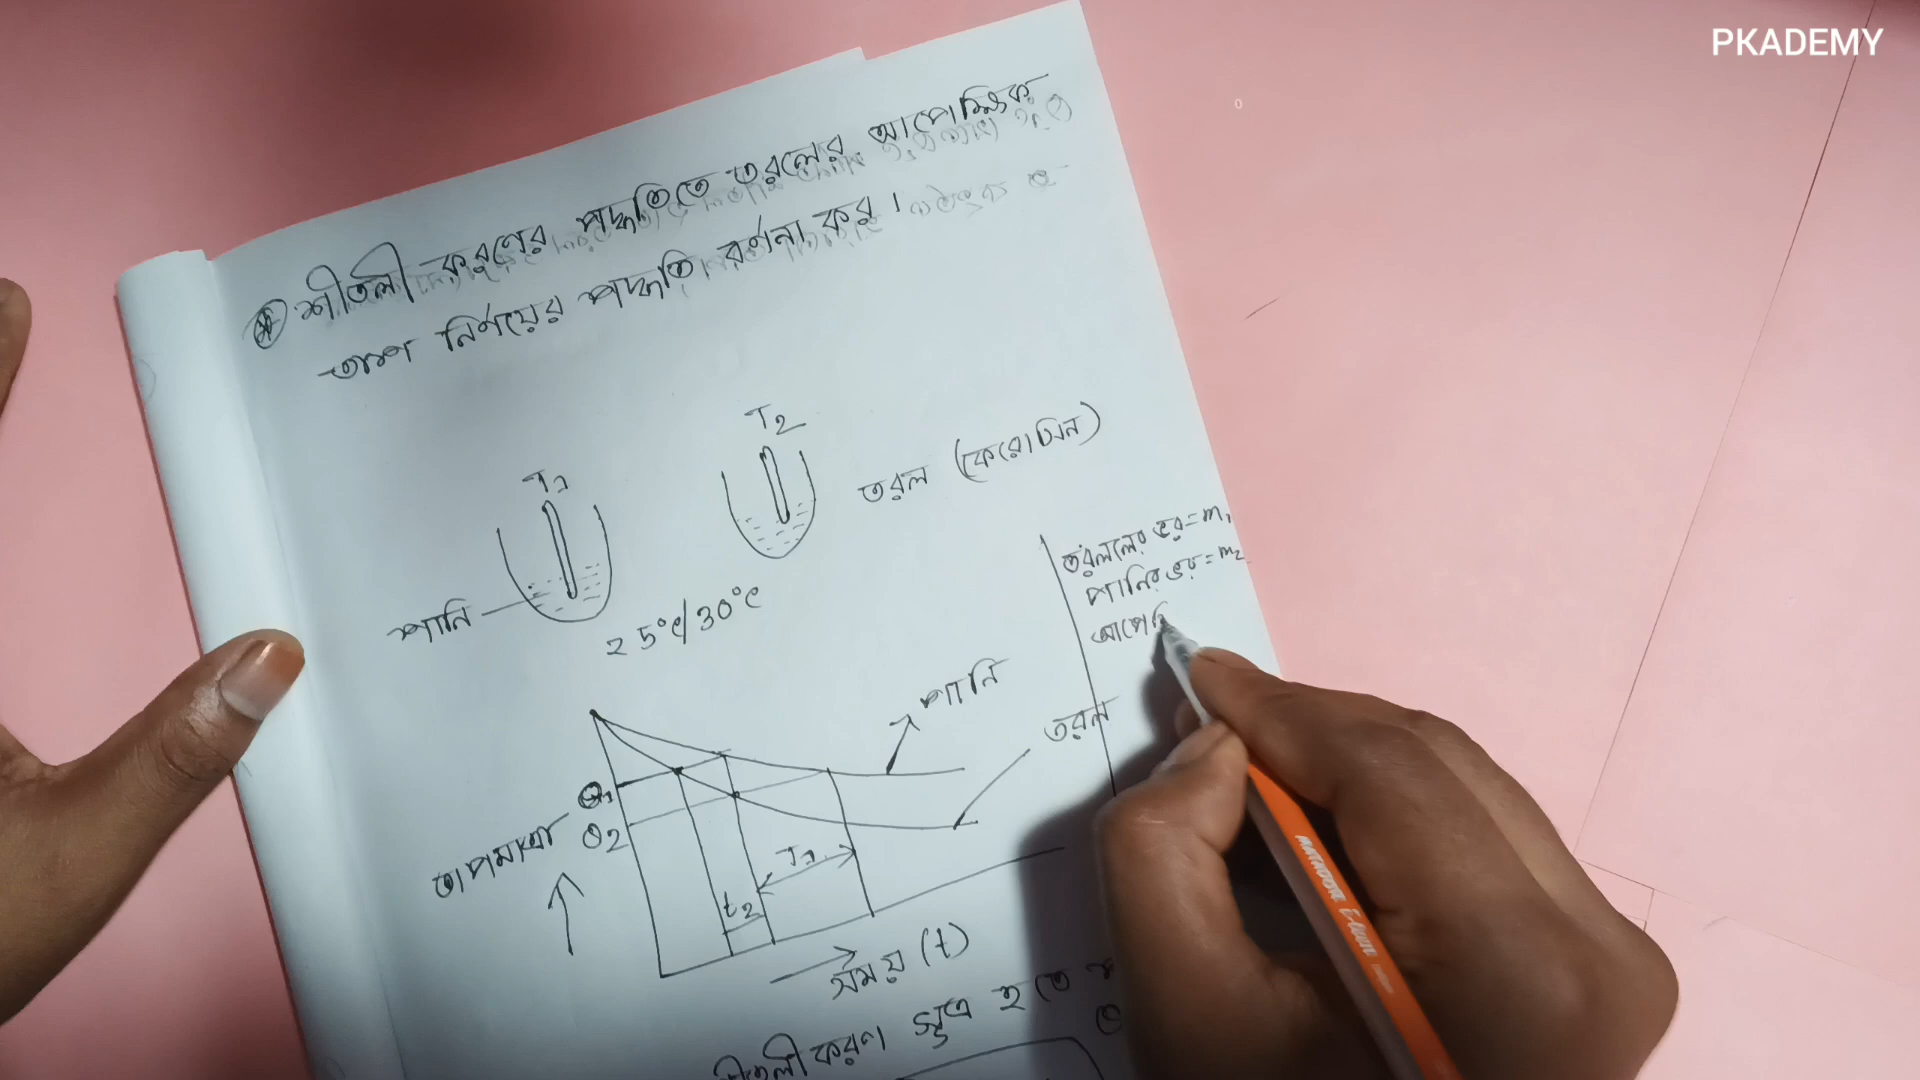 PKADEMY
শীতলী করণের পদ্ধতিতে তরলের আপেক্ষিক
তাপ নির্ণয়ের পদ্ধতি বর্ণনা কর।
T2
T1
তরল (কেরোসিন)
পানি
25°C/30°C
তরলের ভর = m1
পানির ভর = m2
আপেি
পানি
তরল
θ1
θ2
তাপমাত্রা
T1
t2
সময় (t)
শীতলীকরণ সূত্র হতে